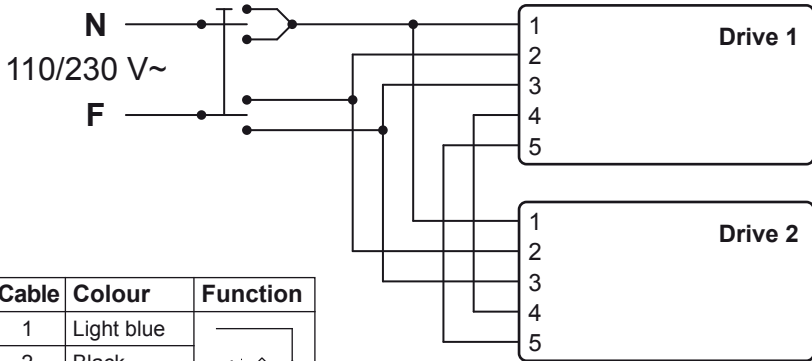 N
110/230 V~
F
1
2
3
4
5
Drive 1
1
2
3
4
5
Drive 2
Cable Colour Function
1 Light blue
2 Black